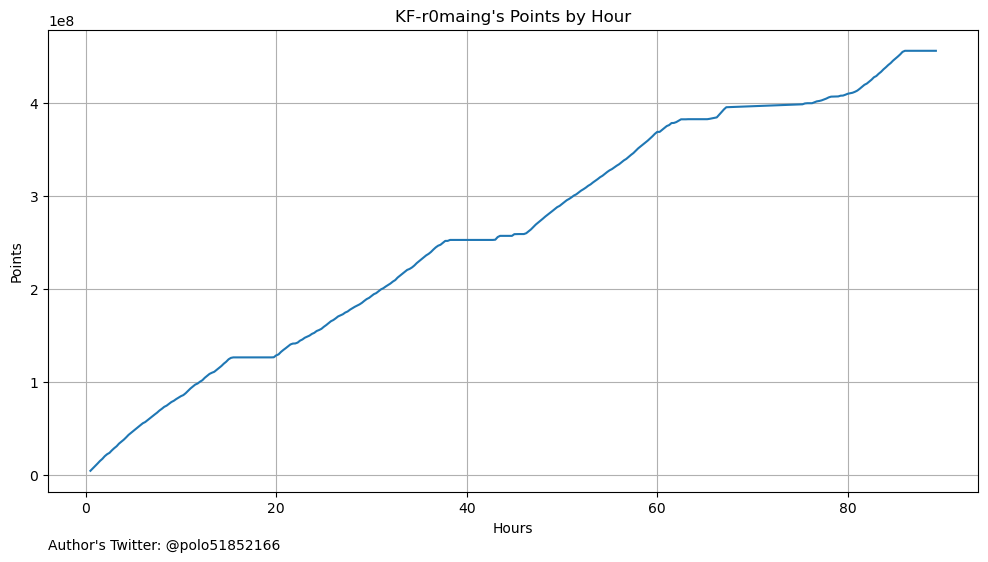 KF-r0maing's Points by Hour
1e8
4
3
2
1
0
Points
0 20 40 60 80
Hours
Author's Twitter: @polo51852166